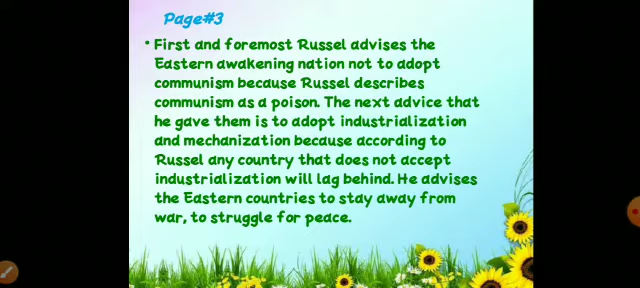 Page#3
• First and foremost Russel advises the
Eastern awakening nation not to adopt
communism because Russel describes
communism as a poison. The next advice that
he gave them is to adopt industrialization
and mechanization because according to
Russel any country that does not accept
industrialization will lag behind. He advises
the Eastern countries to stay away from
war, to struggle for peace.